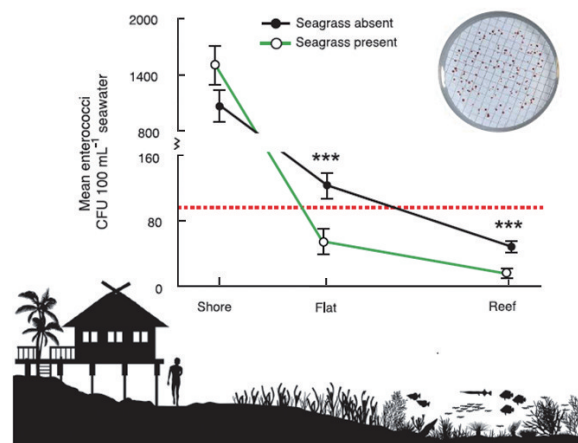 Seagrass absent
Seagrass present
Mean enterococci
CFU 100 mL⁻¹ seawater
2000
1400
800
160
80
0
***
***
Shore Flat Reef